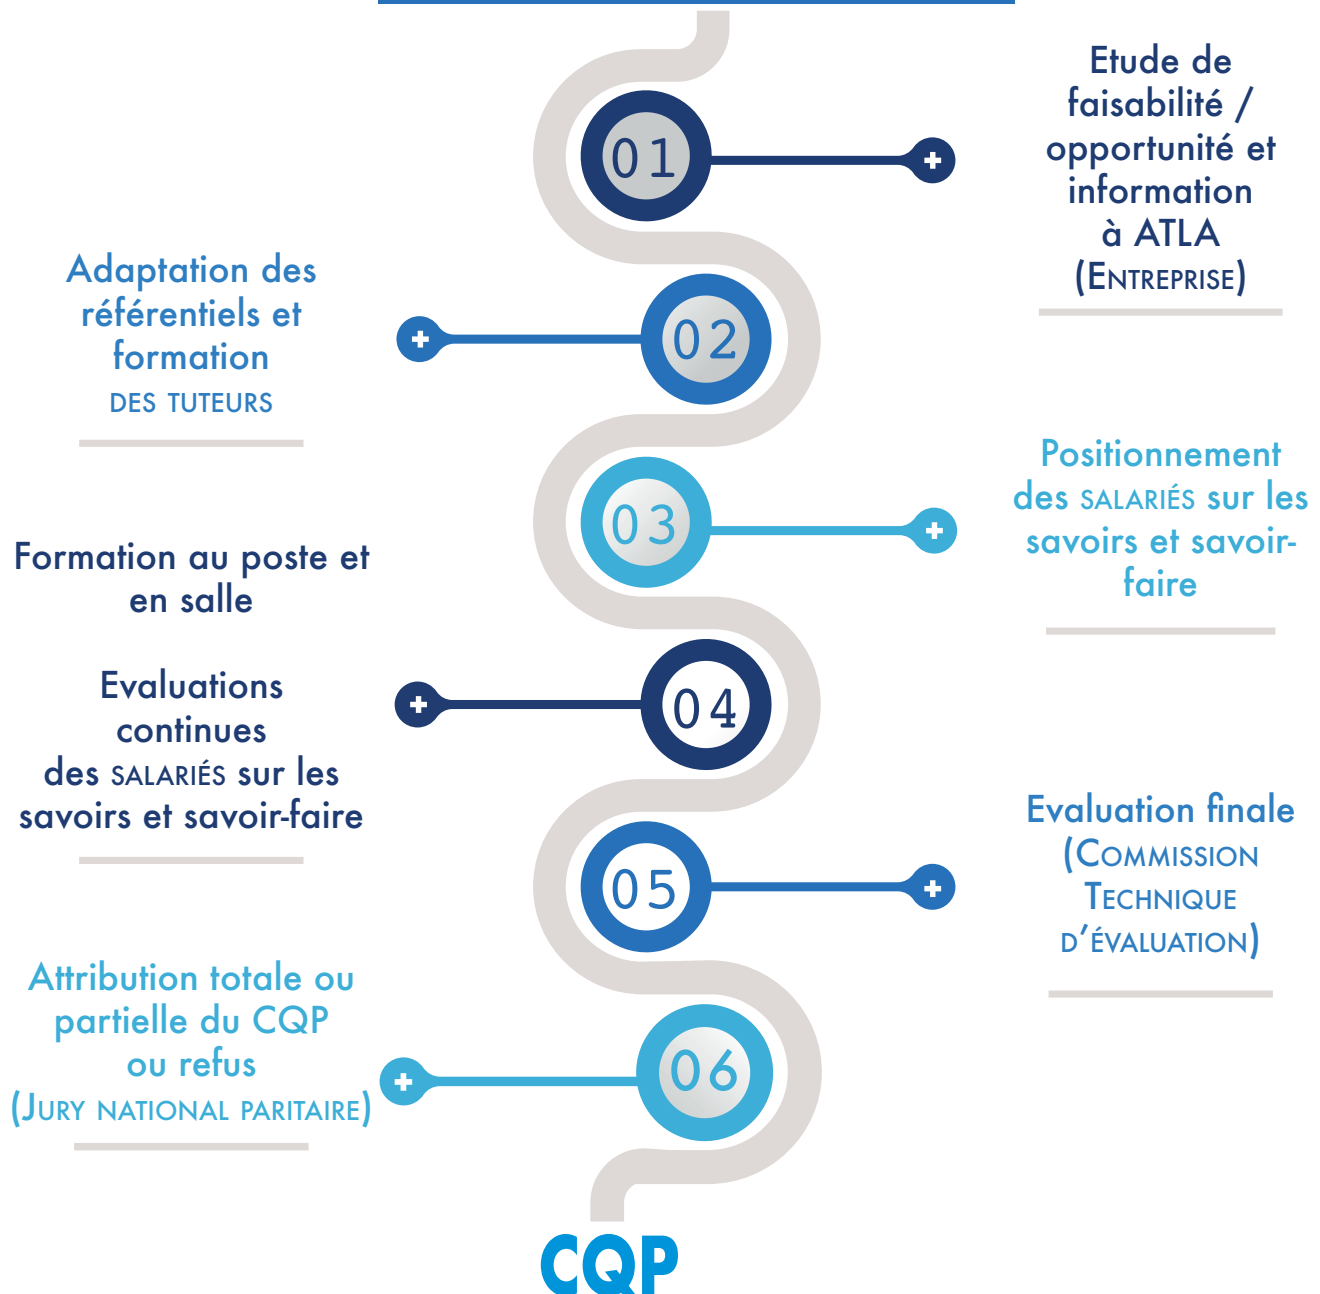 01
Etude de
faisabilité /
opportunité et
information
à ATLA
(Entreprise)
02
Adaptation des
référentiels et
formation
des tuteurs
03
Positionnement
des salariés sur les
savoirs et savoir-
faire
04
Formation au poste et
en salle
Evaluations
continues
des salariés sur les
savoirs et savoir-faire
05
Evaluation finale
(Commission
Technique
d'évaluation)
06
Attribution totale ou
partielle du CQP
ou refus
(Jury national paritaire)
CQP